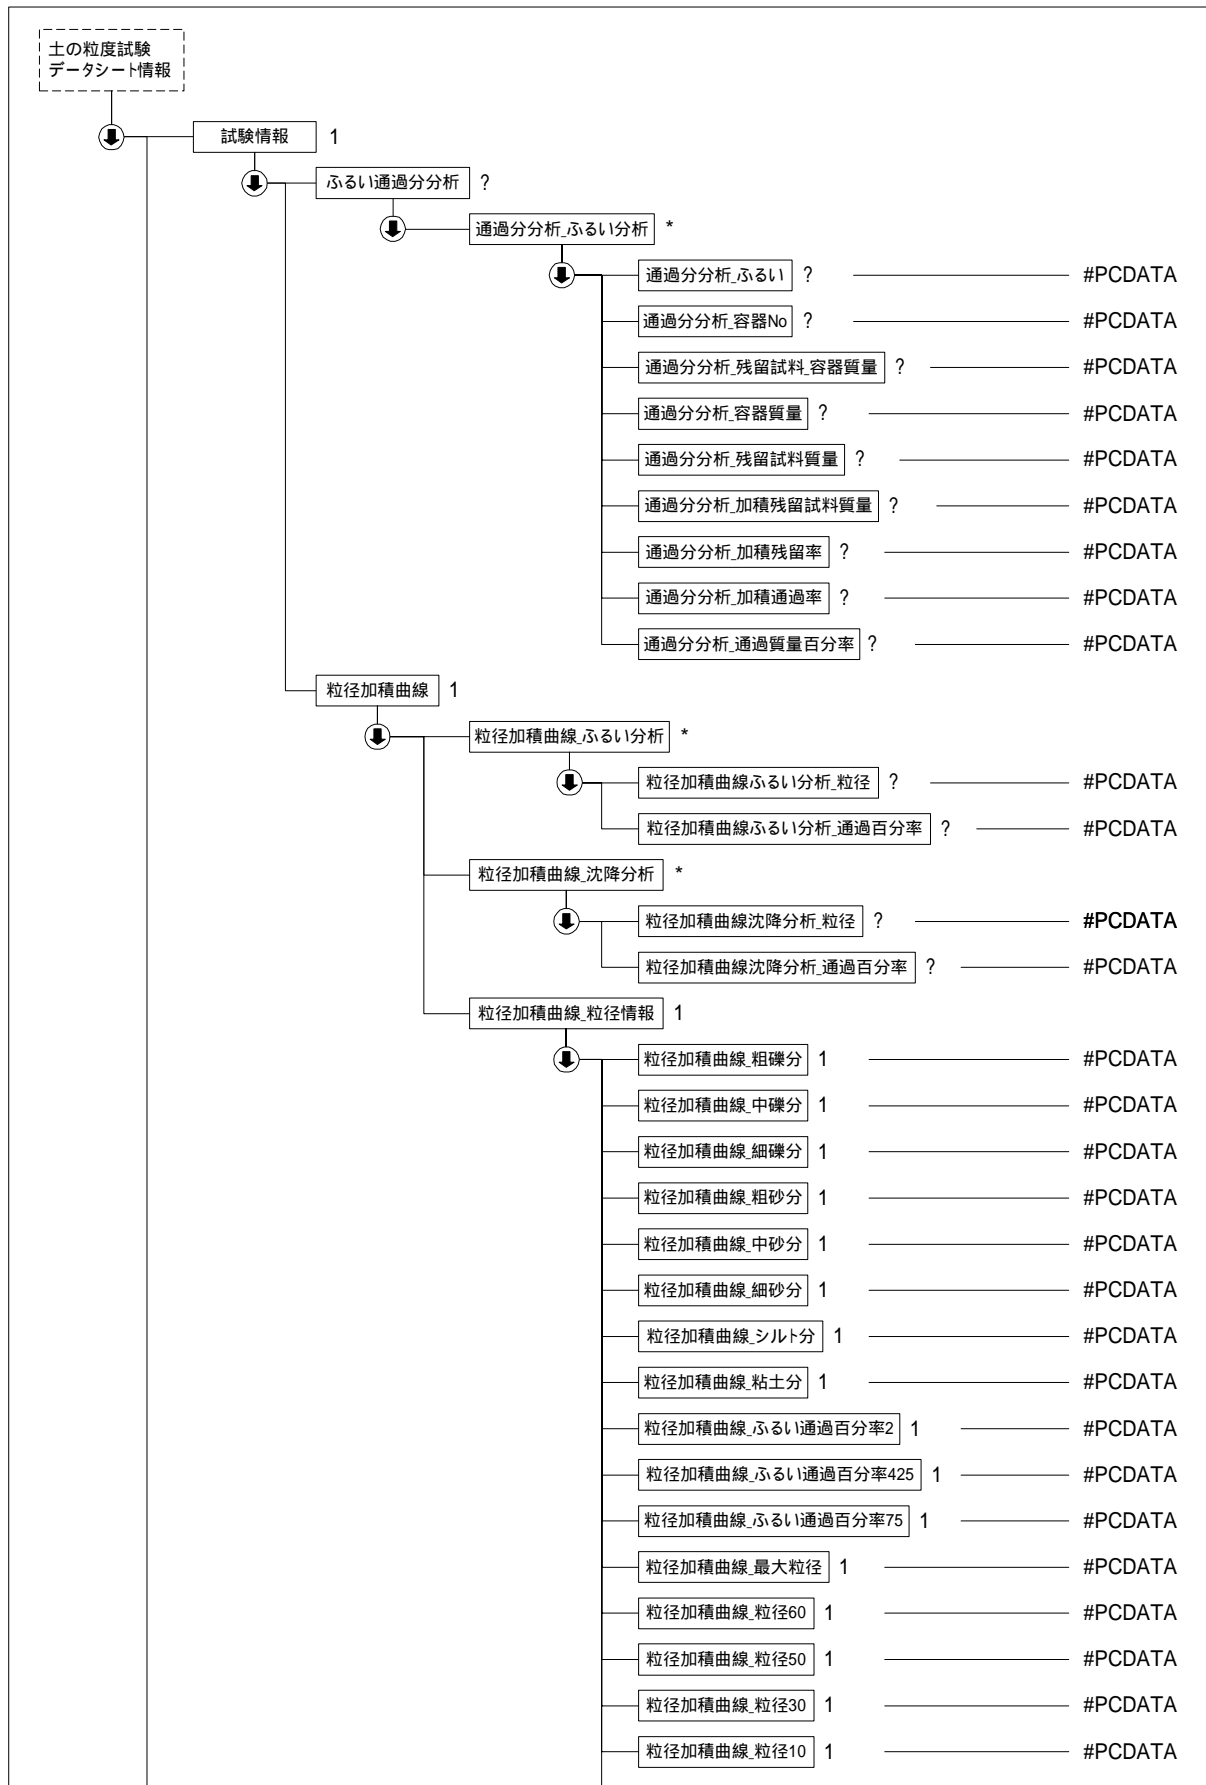 土の粒度試験
データシート情報
試験情報 1
ふるい通過分分析 ?
通過分分析_ふるい分析 *
通過分分析_ふるい ? #PCDATA
通過分分析_容器No ? #PCDATA
通過分分析_残留試料_容器質量 ? #PCDATA
通過分分析_容器質量 ? #PCDATA
通過分分析_残留試料質量 ? #PCDATA
通過分分析_加積残留試料質量 ? #PCDATA
通過分分析_加積残留率 ? #PCDATA
通過分分析_加積通過率 ? #PCDATA
通過分分析_通過質量百分率 ? #PCDATA
粒径加積曲線 1
粒径加積曲線_ふるい分析 *
粒径加積曲線ふるい分析_粒径 ? #PCDATA
粒径加積曲線ふるい分析_通過百分率 ? #PCDATA
粒径加積曲線_沈降分析 *
粒径加積曲線沈降分析_粒径 ? #PCDATA
粒径加積曲線沈降分析_通過百分率 ? #PCDATA
粒径加積曲線_粒径情報 1
粒径加積曲線_粗礫分 1 #PCDATA
粒径加積曲線_中礫分 1 #PCDATA
粒径加積曲線_細礫分 1 #PCDATA
粒径加積曲線_粗砂分 1 #PCDATA
粒径加積曲線_中砂分 1 #PCDATA
粒径加積曲線_細砂分 1 #PCDATA
粒径加積曲線_シルト分 1 #PCDATA
粒径加積曲線_粘土分 1 #PCDATA
粒径加積曲線_ふるい通過百分率2 1 #PCDATA
粒径加積曲線_ふるい通過百分率425 1 #PCDATA
粒径加積曲線_ふるい通過百分率75 1 #PCDATA
粒径加積曲線_最大粒径 1 #PCDATA
粒径加積曲線_粒径60 1 #PCDATA
粒径加積曲線_粒径50 1 #PCDATA
粒径加積曲線_粒径30 1 #PCDATA
粒径加積曲線_粒径10 1 #PCDATA